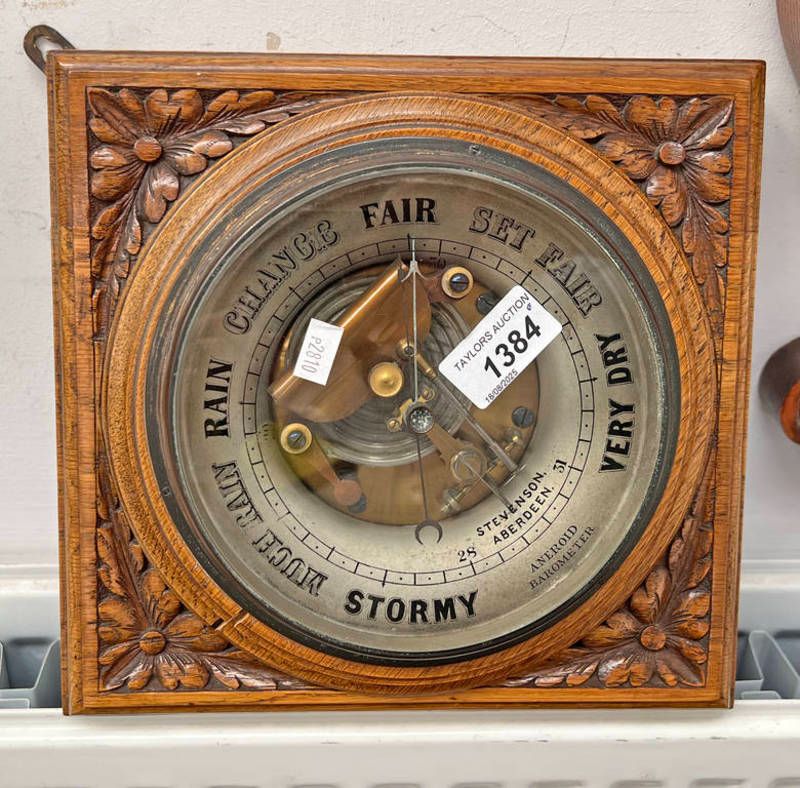 FAIR
SET FAIR
CHANGE
30
TAYLORS AUCTION
1384
18/08/2025
P2810
RAIN
VERY DRY
MUCH RAIN
31
STEVENSON,
ABERDEEN.
28
ANEROID
BAROMETER
STORMY